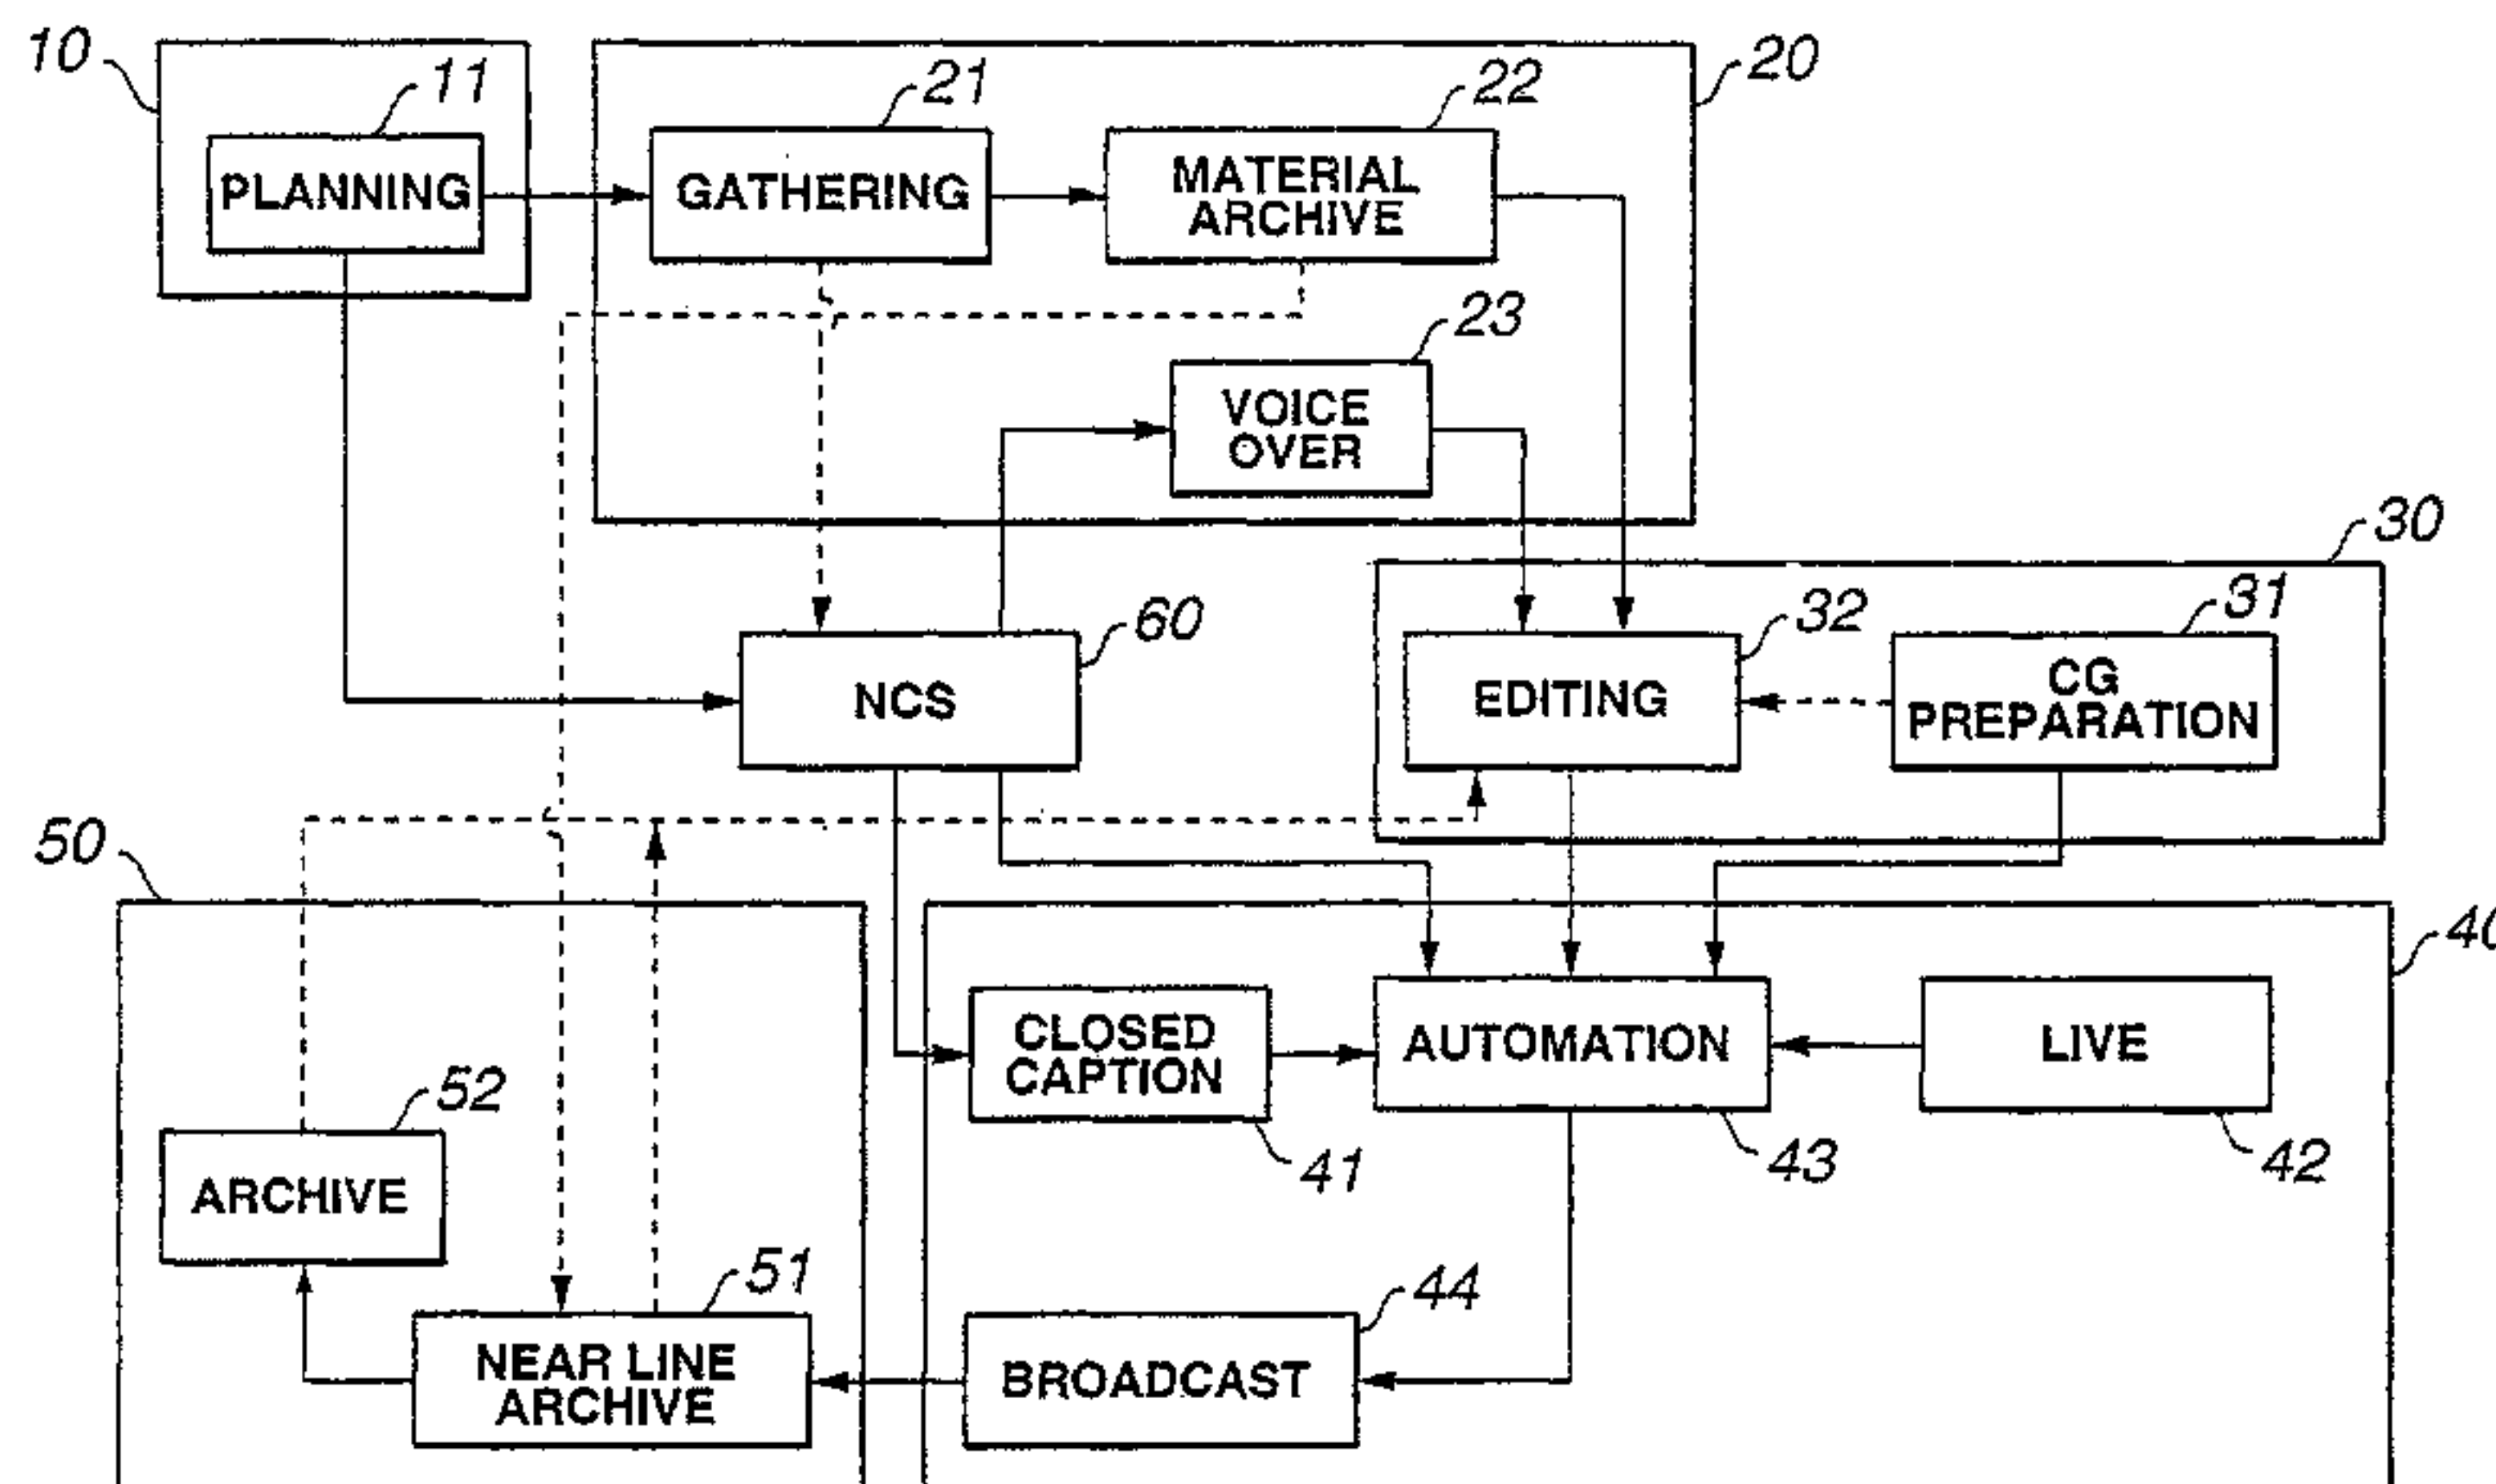 10
11
PLANNING
20
21
GATHERING
22
MATERIAL
ARCHIVE
23
VOICE
OVER
60
NCS
30
32
EDITING
31
CG
PREPARATION
50
52
ARCHIVE
51
NEAR LINE
ARCHIVE
40
CLOSED
CAPTION
41
AUTOMATION
43
LIVE
42
44
BROADCAST